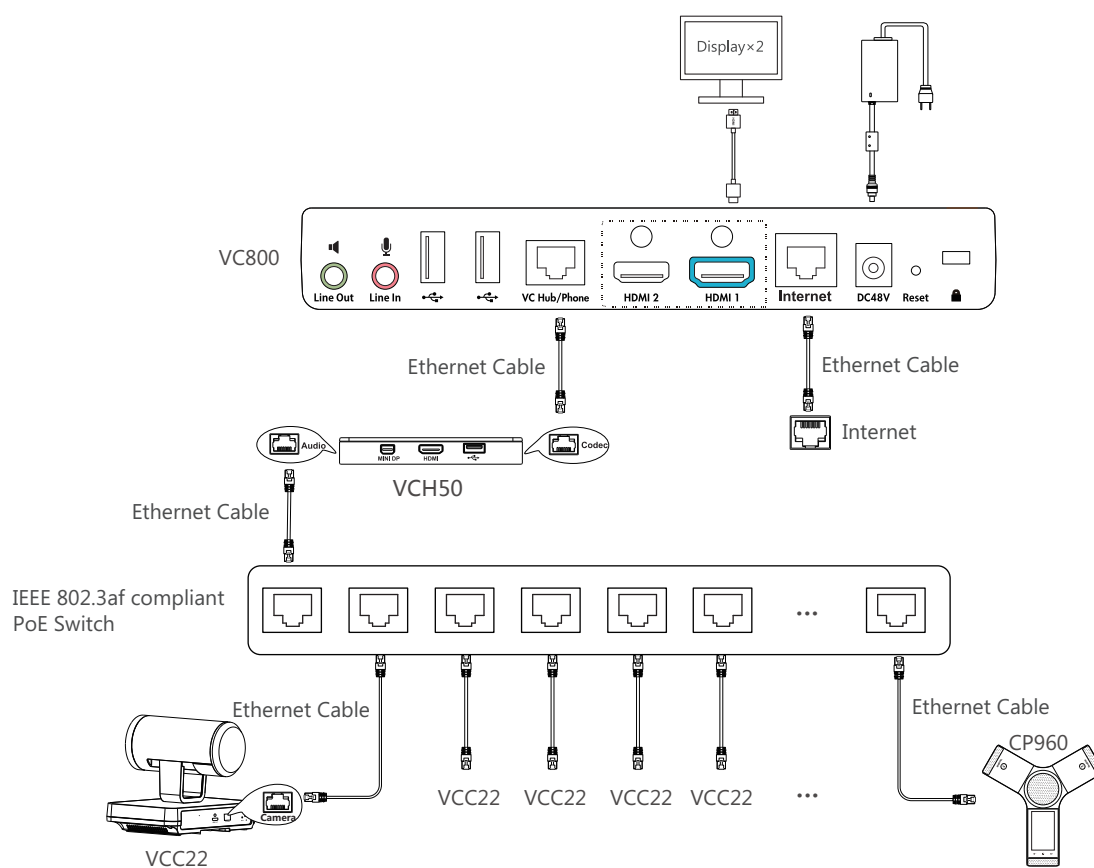 Display×2
VC800
Line Out
Line In
VC Hub/Phone
HDMI 2
HDMI 1
Internet
DC48V
Reset
Ethernet Cable
Ethernet Cable
Internet
Audio
MINI DP
HDMI
Codec
VCH50
Ethernet Cable
IEEE 802.3af compliant
PoE Switch
...
Ethernet Cable
Ethernet Cable
CP960
Camera
VCC22
VCC22
VCC22
VCC22
...
VCC22